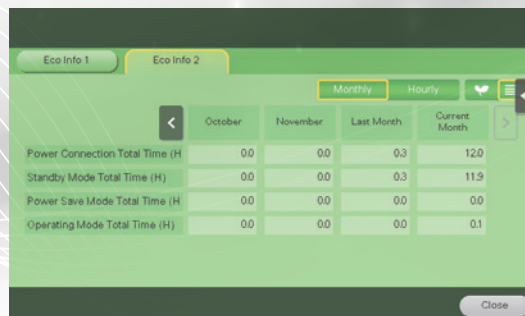 Eco Info 1 Eco Info 2
Monthly Hourly
October November Last Month Current Month
Power Connection Total Time (H 0.0 0.0 0.3 12.0
Standby Mode Total Time (H) 0.0 0.0 0.3 11.9
Power Save Mode Total Time (H 0.0 0.0 0.0 0.0
Operating Mode Total Time (H) 0.0 0.0 0.0 0.1
Close